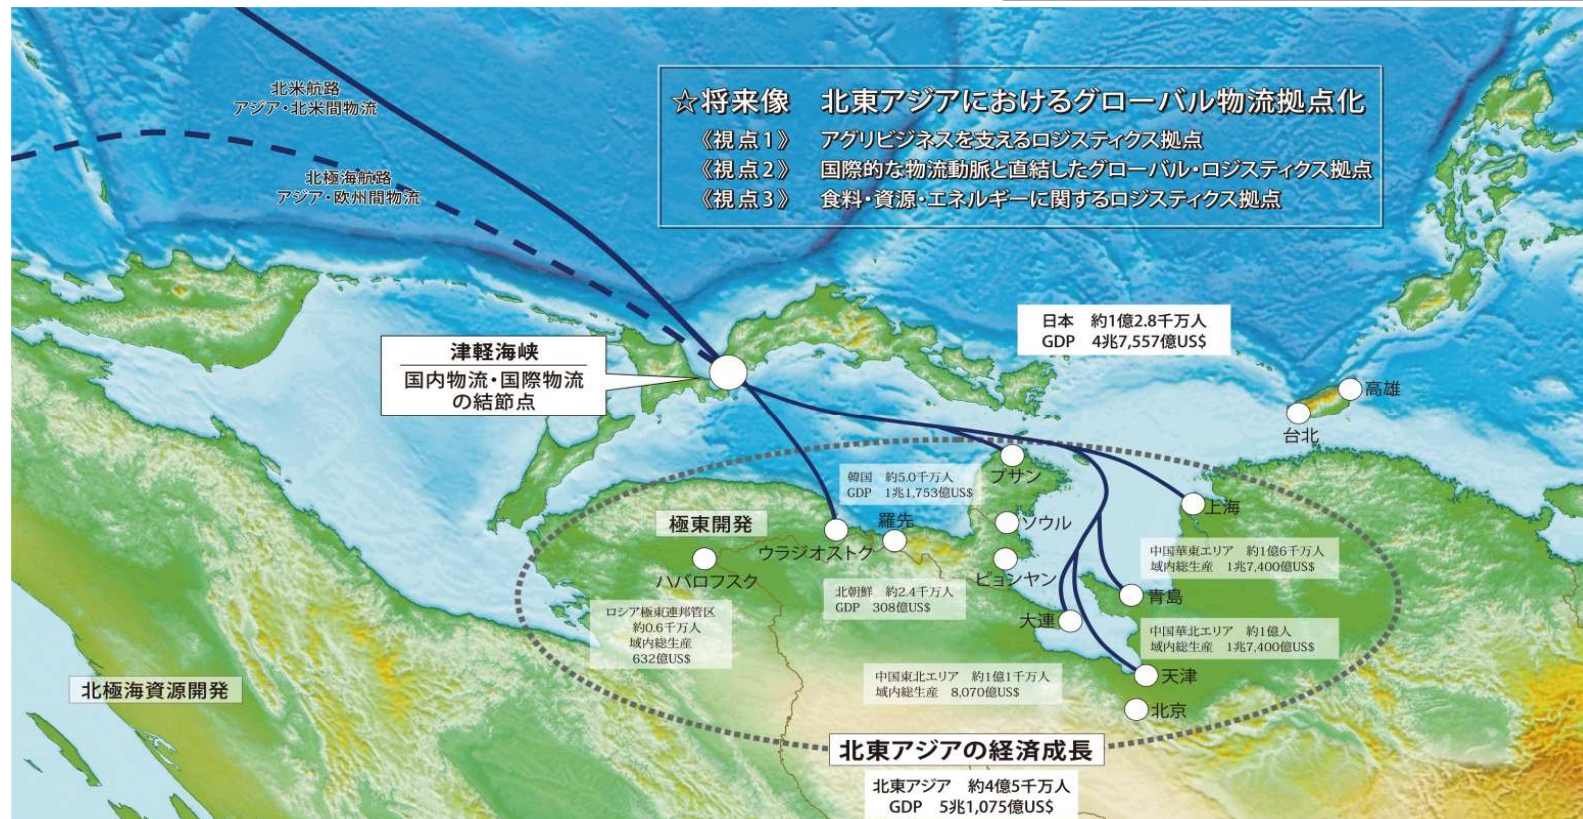 北米航路
アジア・北米間物流
北極海航路
アジア・欧州間物流
☆将来像　北東アジアにおけるグローバル物流拠点化
《視点1》　アグリビジネスを支えるロジスティクス拠点
《視点2》　国際的な物流動脈と直結したグローバル・ロジスティクス拠点
《視点3》　食料・資源・エネルギーに関するロジスティクス拠点
日本　約1億2.8千万人
GDP　4兆7,557億US$
津軽海峡
国内物流・国際物流
の結節点
高雄
台北
韓国　約5.0千万人
GDP　1兆1,753億US$
プサン
上海
極東開発
羅先
ソウル
ウラジオストク
ハバロフスク
ピョンヤン
中国華東エリア　約1億6千万人
域内総生産　1兆7,400億US$
北朝鮮　約2.4千万人
GDP　308億US$
青島
大連
ロシア極東連邦管区
約0.6千万人
域内総生産
632億US$
中国華北エリア　約1億人
域内総生産　1兆7,400億US$
中国東北エリア　約1億1千万人
域内総生産　8,070億US$
天津
北京
北極海資源開発
北東アジアの経済成長
北東アジア　約4億5千万人
GDP　5兆1,075億US$